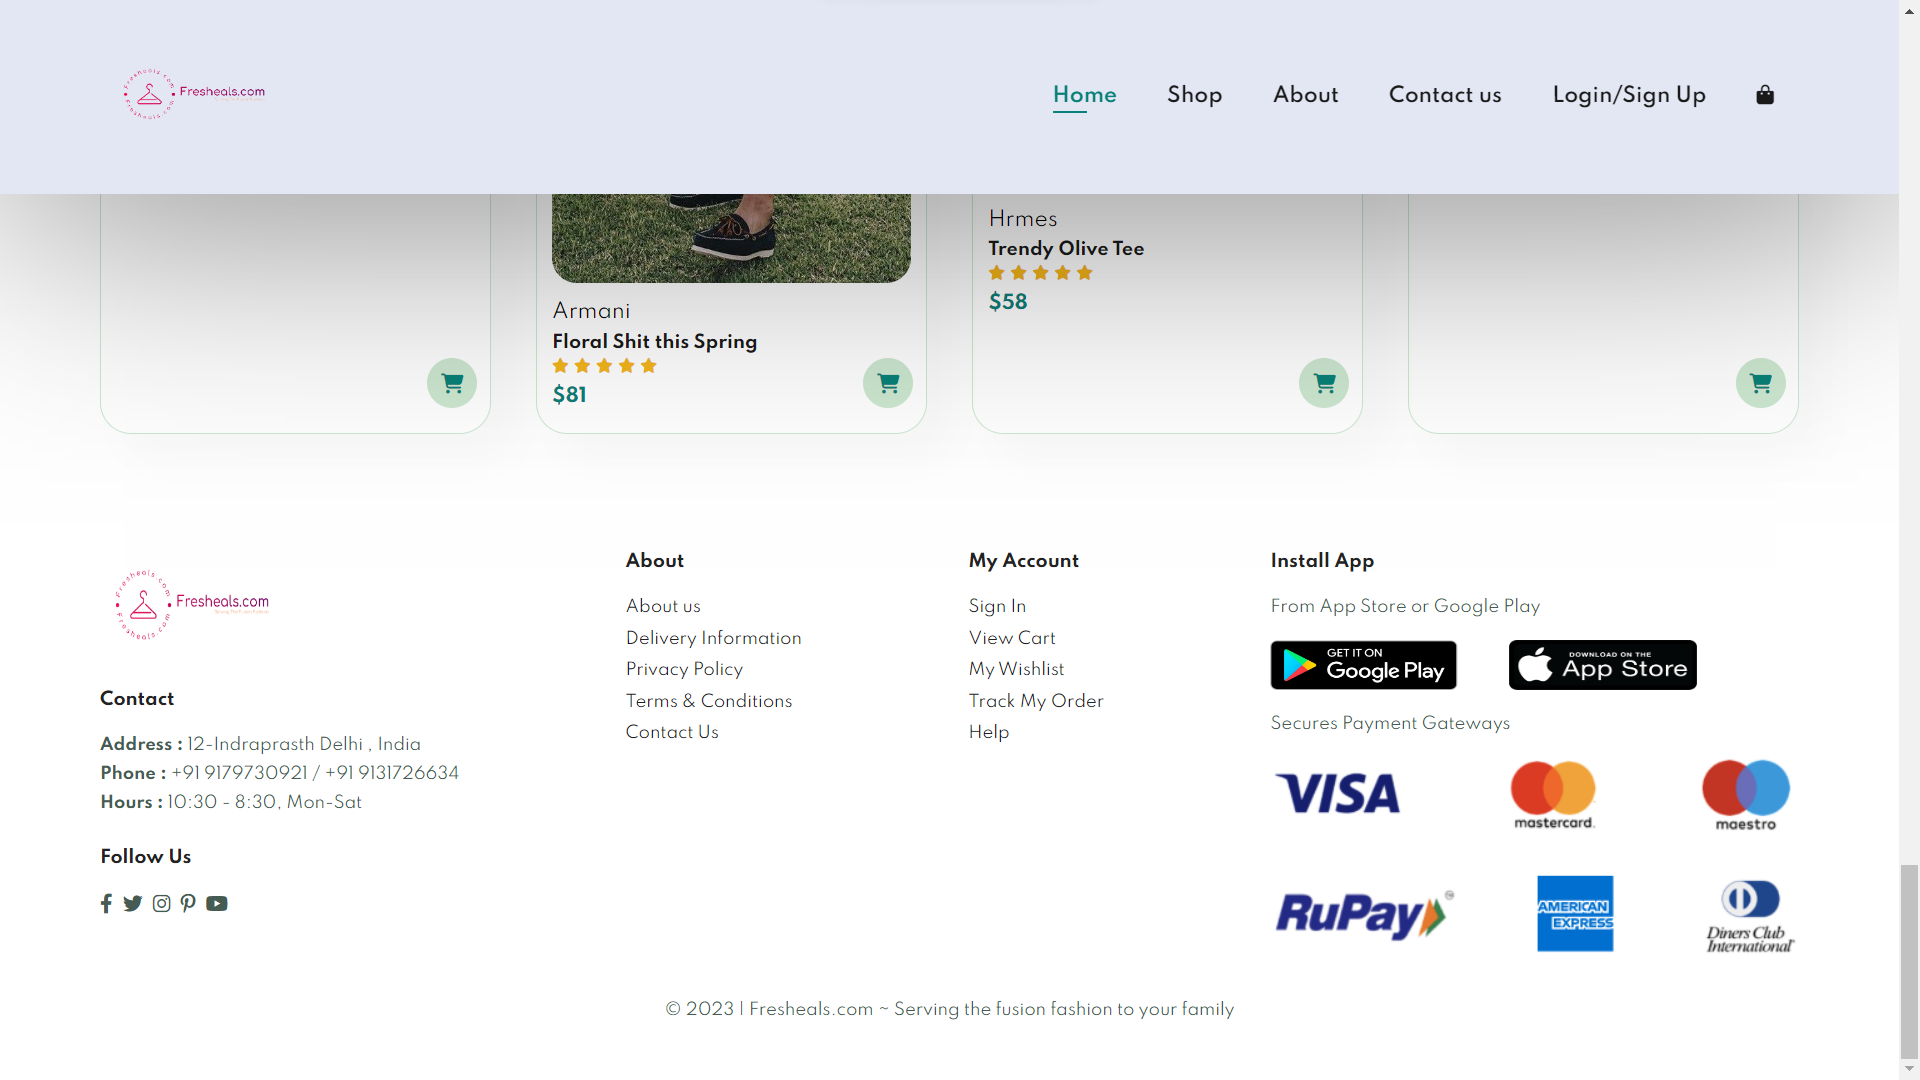 Fresheals.com
Home
Shop
About
Contact us
Login/Sign Up
Armani
Floral Shit this Spring
$81
Hrmes
Trendy Olive Tee
$58
Fresheals.com
Contact
Address : 12-Indraprasth Delhi , India
Phone : +91 9179730921 / +91 9131726634
Hours : 10:30 - 8:30, Mon-Sat
Follow Us
About
About us
Delivery Information
Privacy Policy
Terms & Conditions
Contact Us
My Account
Sign In
View Cart
My Wishlist
Track My Order
Help
Install App
From App Store or Google Play
GET IT ON
Google Play
DOWNLOAD ON THE
App Store
Secures Payment Gateways
VISA
mastercard.
maestro
RuPay
AMERICAN
EXPRESS
Diners Club
International
© 2023 | Fresheals.com ~ Serving the fusion fashion to your family